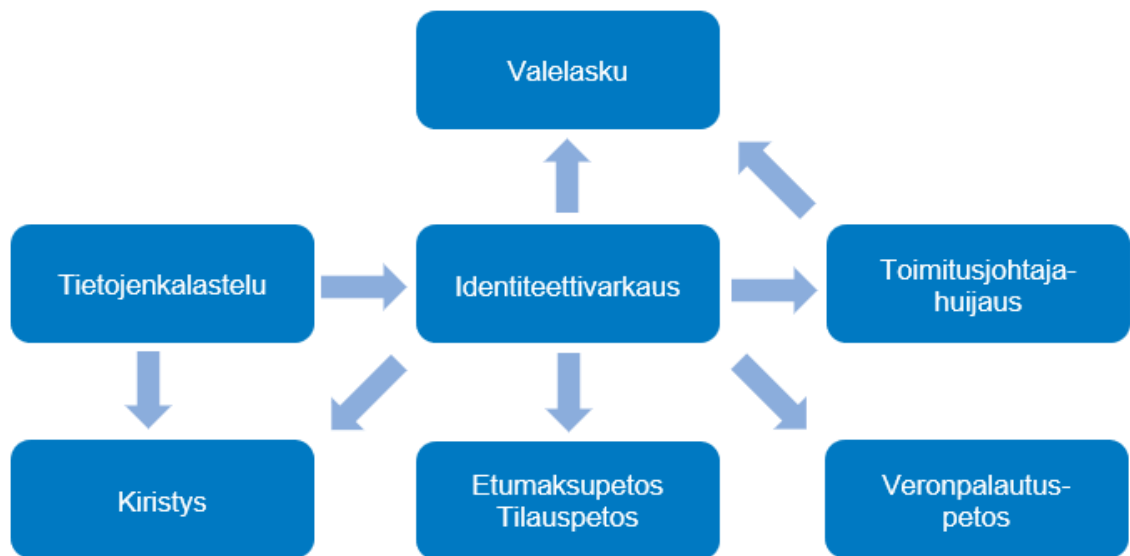 Valelasku
Tietojenkalastelu
Identiteettivarkaus
Toimitusjohtaja-
huijaus
Kiristys
Etumaksupetos
Tilauspetos
Veronpalautus-
petos